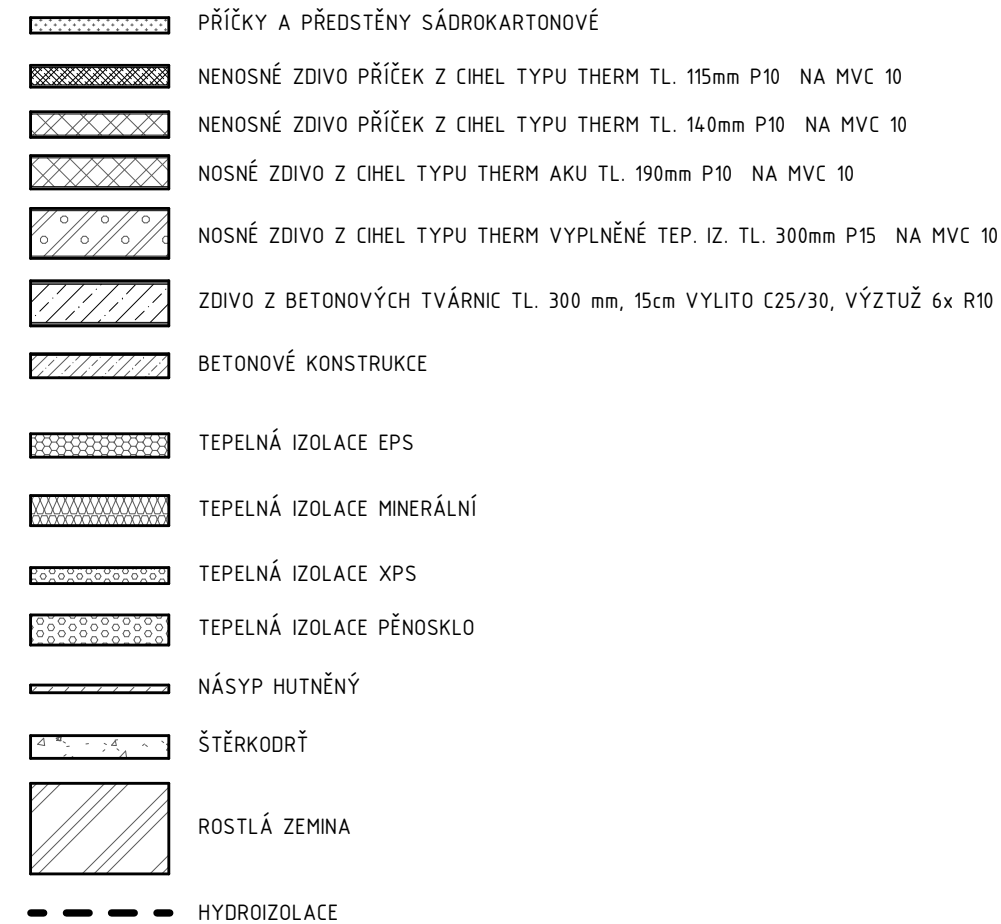 PŘÍČKY A PŘEDSTĚNY SÁDROKARTONOVÉ
NENOSNÉ ZDIVO PŘÍČEK Z CIHEL TYPU THERM TL. 115mm P10 NA MVC 10
NENOSNÉ ZDIVO PŘÍČEK Z CIHEL TYPU THERM TL. 140mm P10 NA MVC 10
NOSNÉ ZDIVO Z CIHEL TYPU THERM AKU TL. 190mm P10 NA MVC 10
NOSNÉ ZDIVO Z CIHEL TYPU THERM VYPLNĚNÉ TEP. IZ. TL. 300mm P15 NA MVC 10
ZDIVO Z BETONOVÝCH TVÁRNIC TL. 300 mm, 15cm VYLITO C25/30, VÝZTUŽ 6x R10
BETONOVÉ KONSTRUKCE
TEPELNÁ IZOLACE EPS
TEPELNÁ IZOLACE MINERÁLNÍ
TEPELNÁ IZOLACE XPS
TEPELNÁ IZOLACE PĚNOSKLO
NÁSYP HUTNĚNÝ
ŠTĚRKODRŤ
ROSTLÁ ZEMINA
HYDROIZOLACE